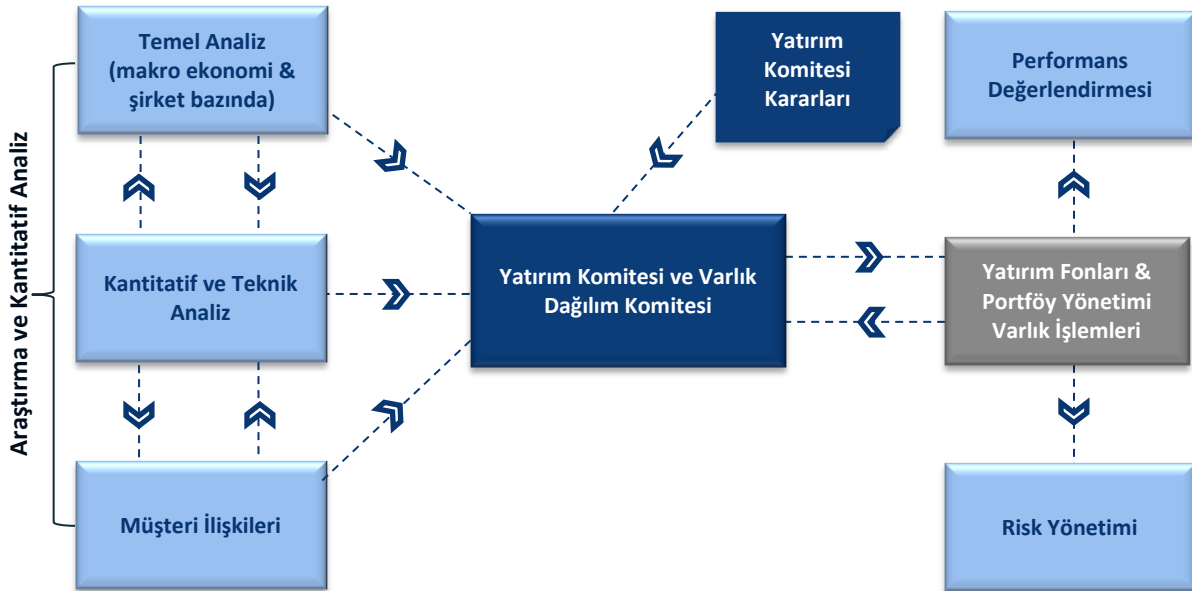 Araştırma ve Kantitatif Analiz
Temel Analiz
(makro ekonomi &
şirket bazında)
Kantitatif ve Teknik
Analiz
Müşteri İlişkileri
Yatırım
Komitesi
Kararları
Yatırım Komitesi ve Varlık
Dağılım Komitesi
Performans
Değerlendirmesi
Yatırım Fonları &
Portföy Yönetimi
Varlık İşlemleri
Risk Yönetimi